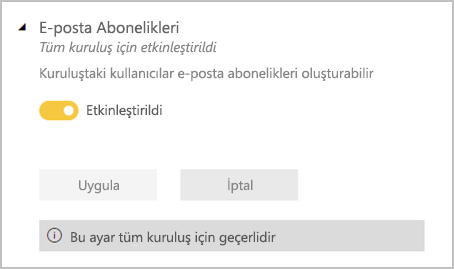 E-posta Abonelikleri
Tüm kuruluş için etkinleştirildi
Kuruluştaki kullanıcılar e-posta abonelikleri oluşturabilir
Etkinleştirildi
Uygula
İptal
Bu ayar tüm kuruluş için geçerlidir